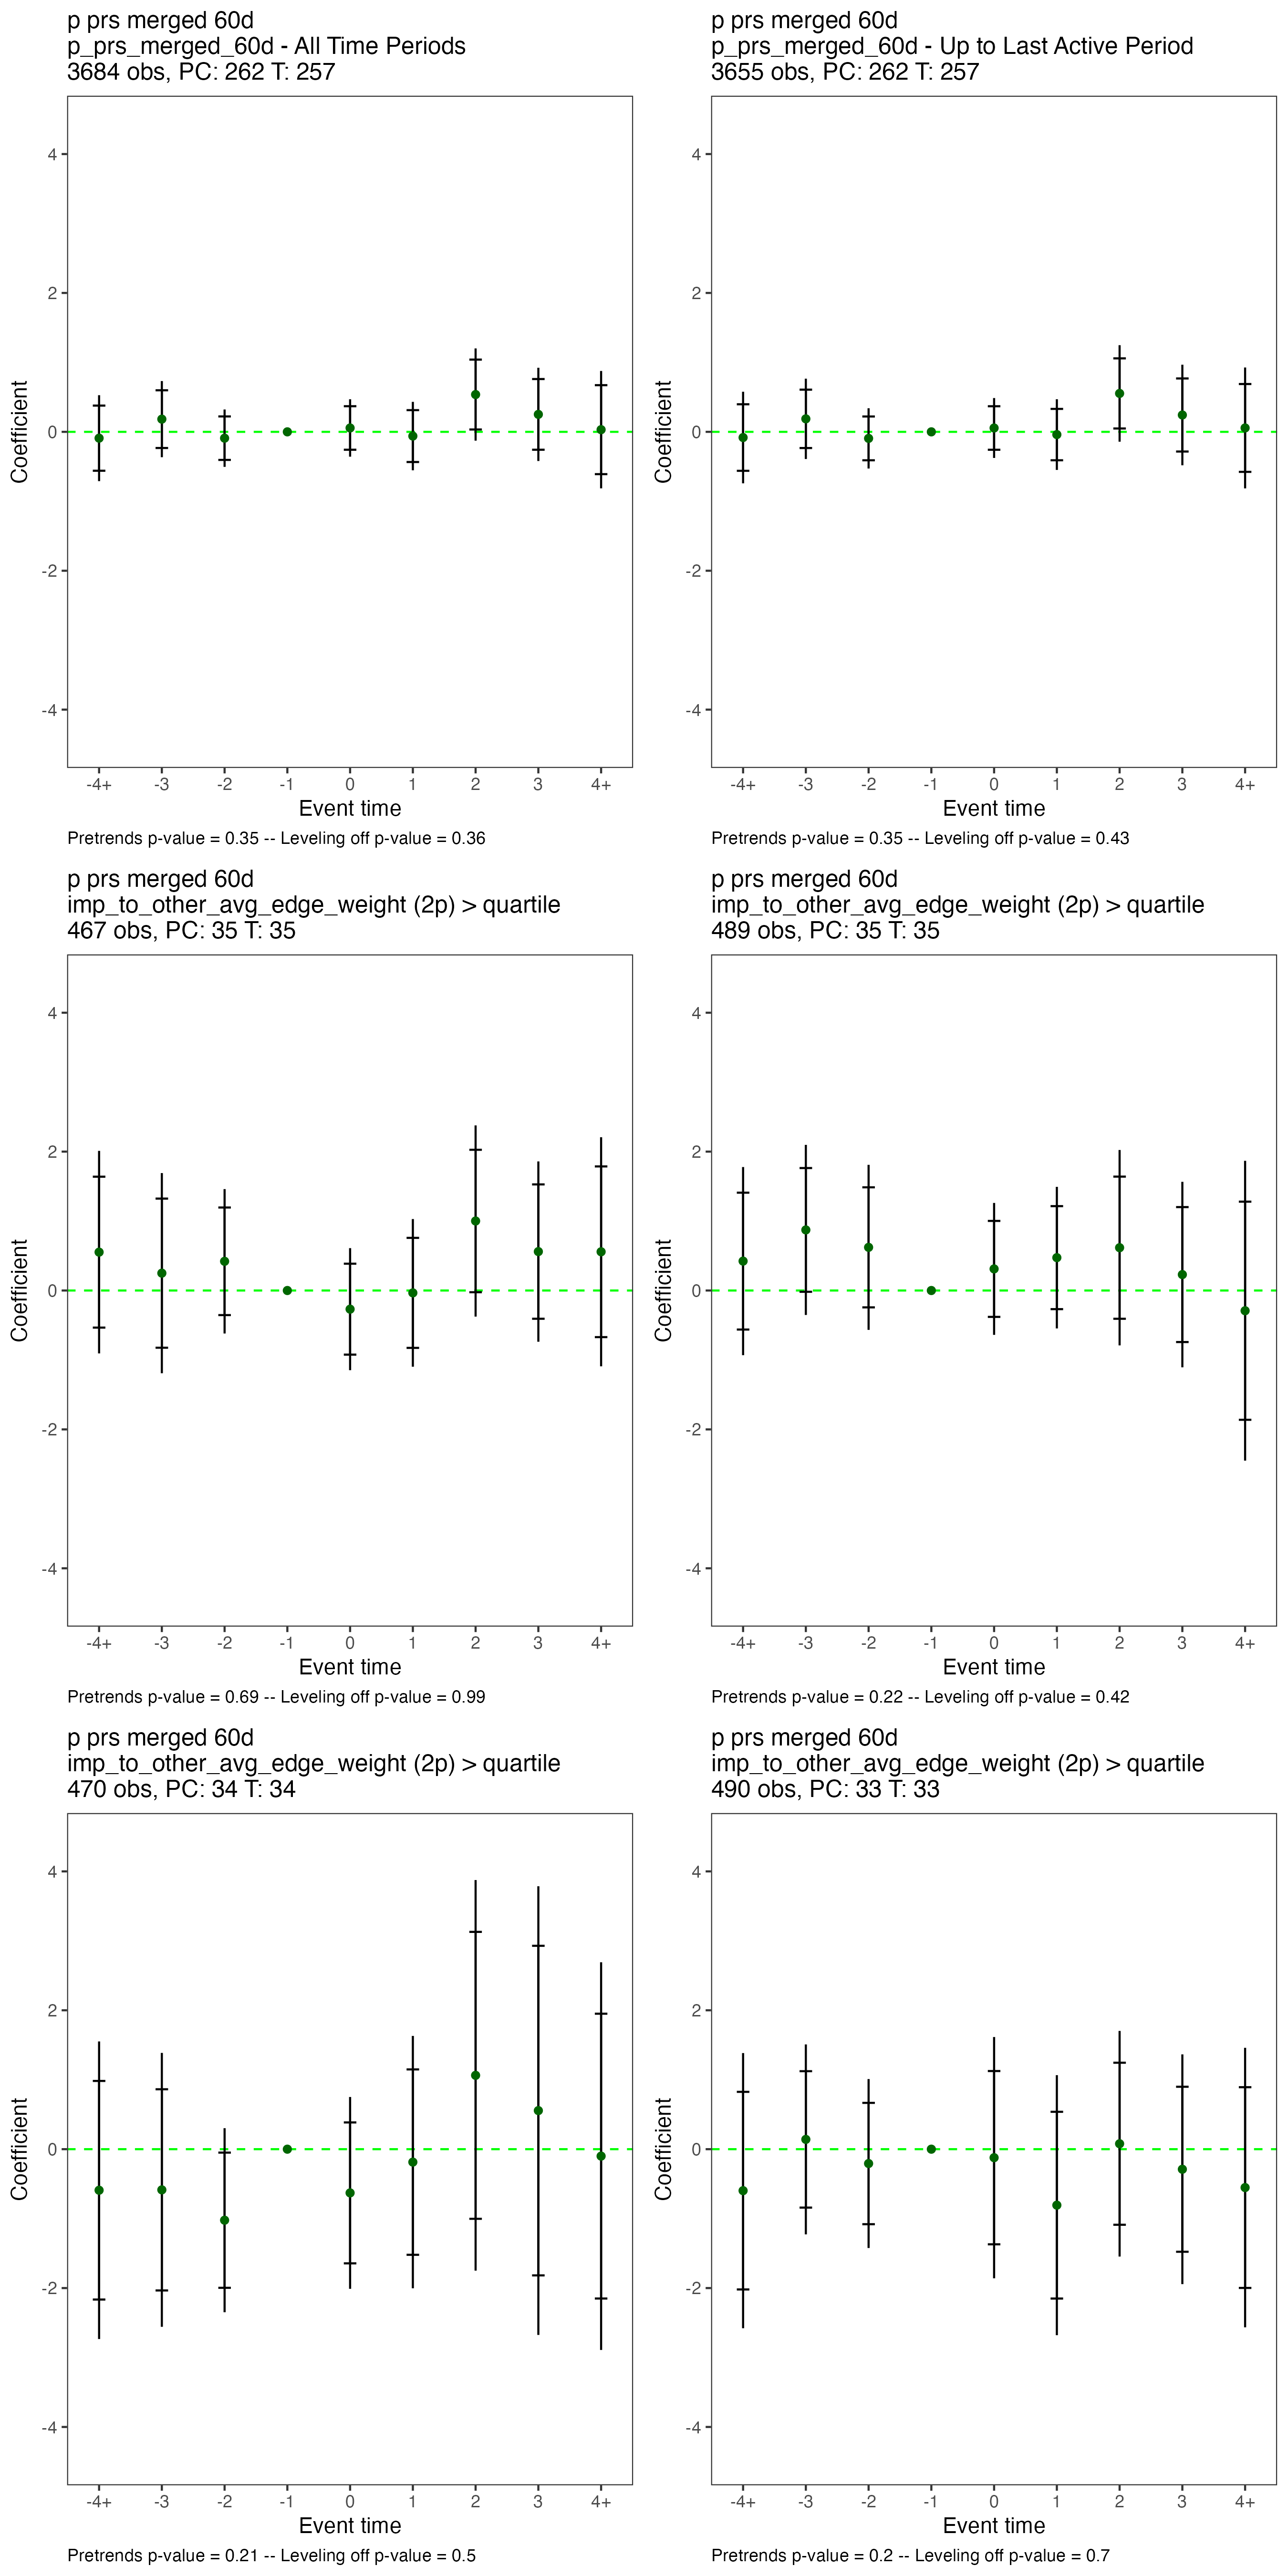 p prs merged 60d
p_prs_merged_60d - All Time Periods
3684 obs, PC: 262 T: 257
4
2
0
-2
-4
Coefficient
-4+ -3 -2 -1 0 1 2 3 4+
Event time
Pretrends p-value = 0.35 -- Leveling off p-value = 0.36
p prs merged 60d
p_prs_merged_60d - Up to Last Active Period
3655 obs, PC: 262 T: 257
4
2
0
-2
-4
Coefficient
-4+ -3 -2 -1 0 1 2 3 4+
Event time
Pretrends p-value = 0.35 -- Leveling off p-value = 0.43
p prs merged 60d
imp_to_other_avg_edge_weight (2p) > quartile
467 obs, PC: 35 T: 35
4
2
0
-2
-4
Coefficient
-4+ -3 -2 -1 0 1 2 3 4+
Event time
Pretrends p-value = 0.69 -- Leveling off p-value = 0.99
p prs merged 60d
imp_to_other_avg_edge_weight (2p) > quartile
489 obs, PC: 35 T: 35
4
2
0
-2
-4
Coefficient
-4+ -3 -2 -1 0 1 2 3 4+
Event time
Pretrends p-value = 0.22 -- Leveling off p-value = 0.42
p prs merged 60d
imp_to_other_avg_edge_weight (2p) > quartile
470 obs, PC: 34 T: 34
4
2
0
-2
-4
Coefficient
-4+ -3 -2 -1 0 1 2 3 4+
Event time
Pretrends p-value = 0.21 -- Leveling off p-value = 0.5
p prs merged 60d
imp_to_other_avg_edge_weight (2p) > quartile
490 obs, PC: 33 T: 33
4
2
0
-2
-4
Coefficient
-4+ -3 -2 -1 0 1 2 3 4+
Event time
Pretrends p-value = 0.2 -- Leveling off p-value = 0.7